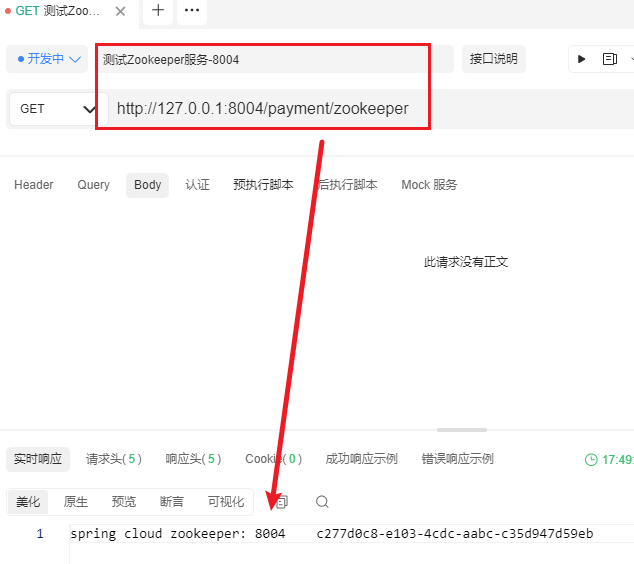 GET 测试Zoo...
开发中 测试Zookeeper服务-8004 接口说明
GET http://127.0.0.1:8004/payment/zookeeper
Header Query Body 认证 预执行脚本 后执行脚本 Mock 服务
此请求没有正文
实时响应 请求头(5) 响应头(5) Cookie(0) 成功响应示例 错误响应示例 17:49:
美化 原生 预览 断言 可视化
1 spring cloud zookeeper: 8004 c277d0c8-e103-4cdc-aabc-c35d947d59eb